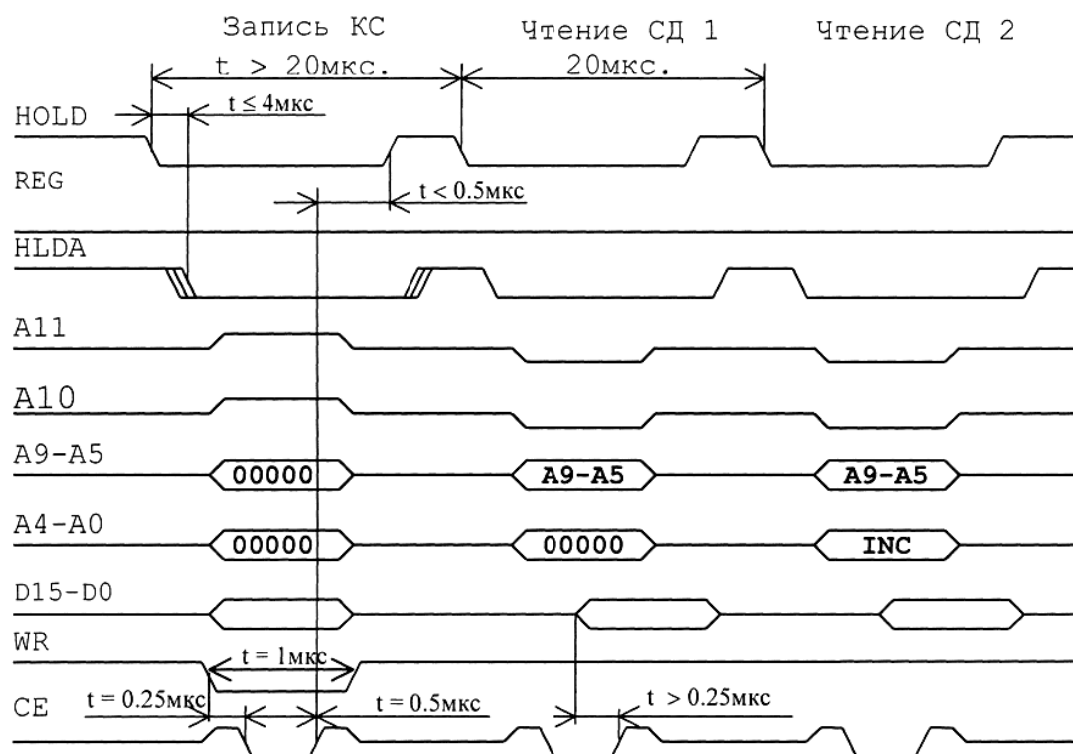 Запись КС Чтение СД 1 Чтение СД 2
t > 20мкс. 20мкс.
HOLD t ≤ 4мкс
REG
t < 0.5мкс
HLDA
A11
A10
A9-A5 00000 A9-A5 A9-A5
A4-A0 00000 00000 INC
D15-D0
WR
t = 1мкс
CE t = 0.25мкс t = 0.5мкс t > 0.25мкс